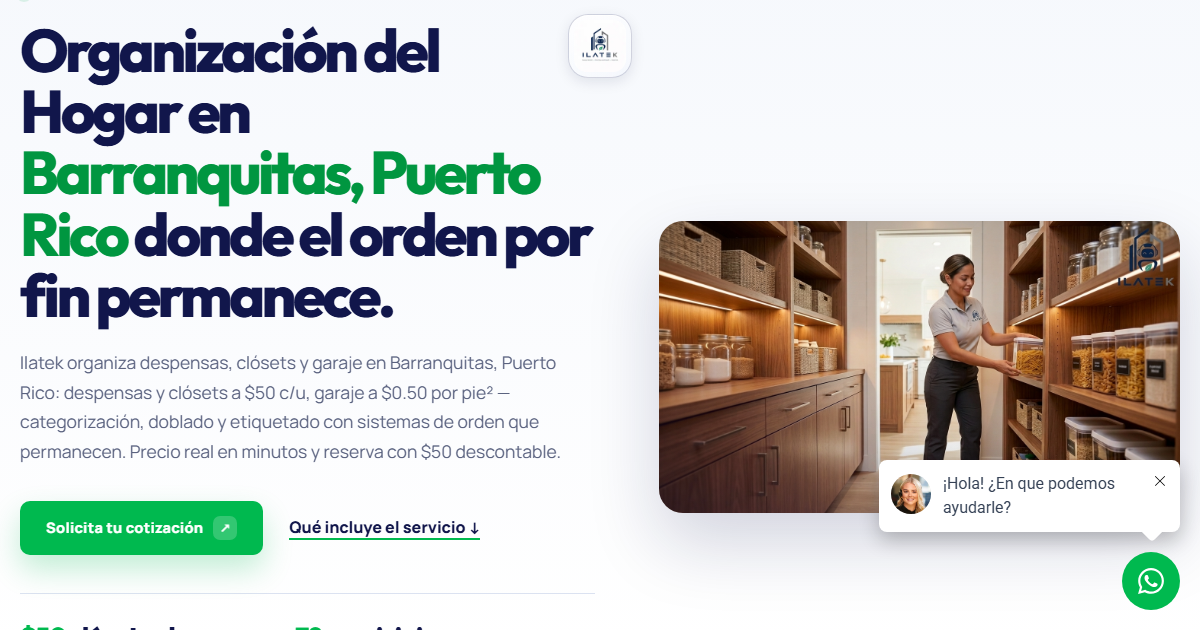 Organización del
Hogar en
Barranquitas, Puerto
Rico donde el orden por
fin permanece.
ILATEK
Ilatek organiza despensas, clósets y garaje en Barranquitas, Puerto
Rico: despensas y clósets a $50 c/u, garaje a $0.50 por pie² —
categorización, doblado y etiquetado con sistemas de orden que
permanecen. Precio real en minutos y reserva con $50 descontable.
Solicita tu cotización ↗
Qué incluye el servicio ↓
ILATEK
¡Hola! ¿En que podemos
ayudarle?